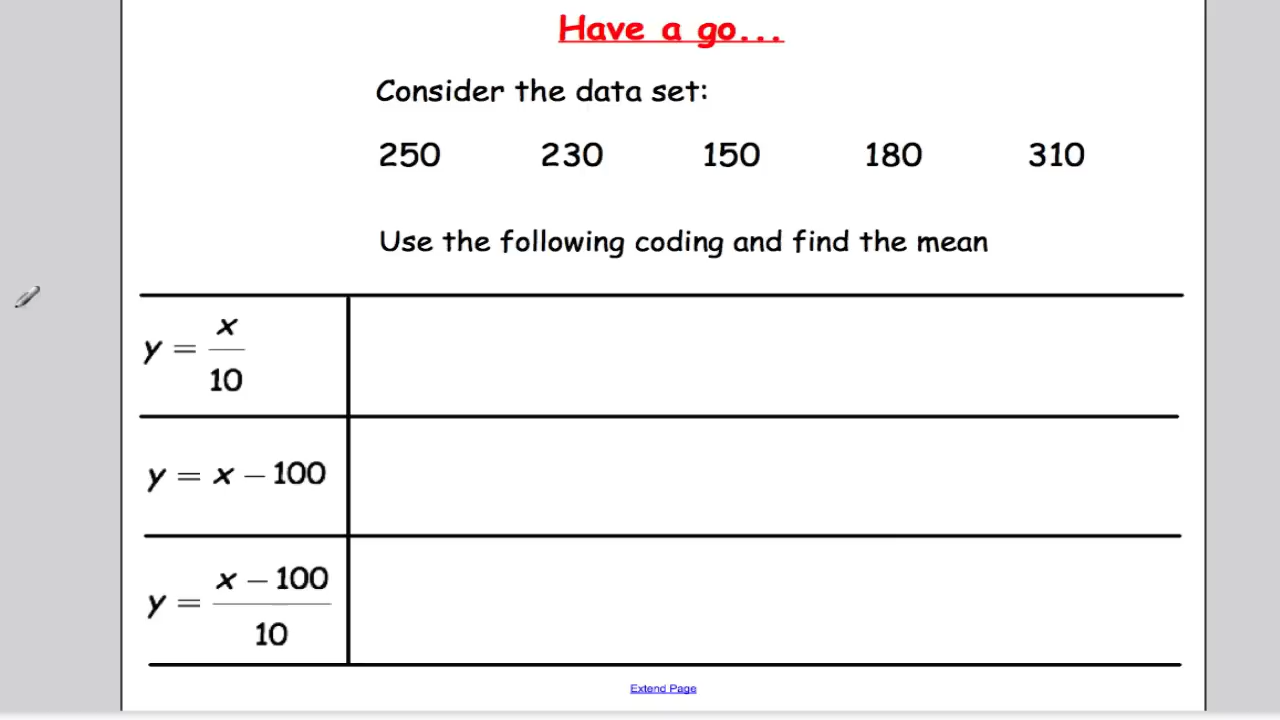 Have a go...
Consider the data set:
250 230 150 180 310
Use the following coding and find the mean
y = x/10
y = x − 100
y = (x − 100)/10
Extend Page